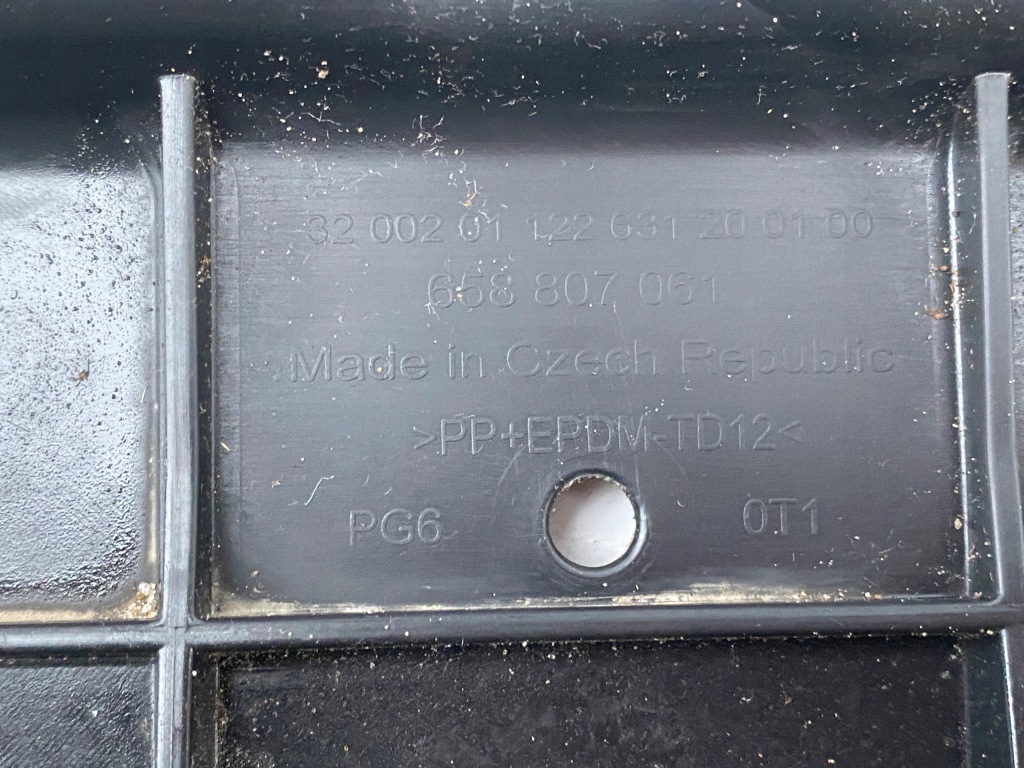 32 002 01 122 631 200 01 00
658 807 061
Made in Czech Republic
>PP+EPDM-TD12<
PG6 0T1